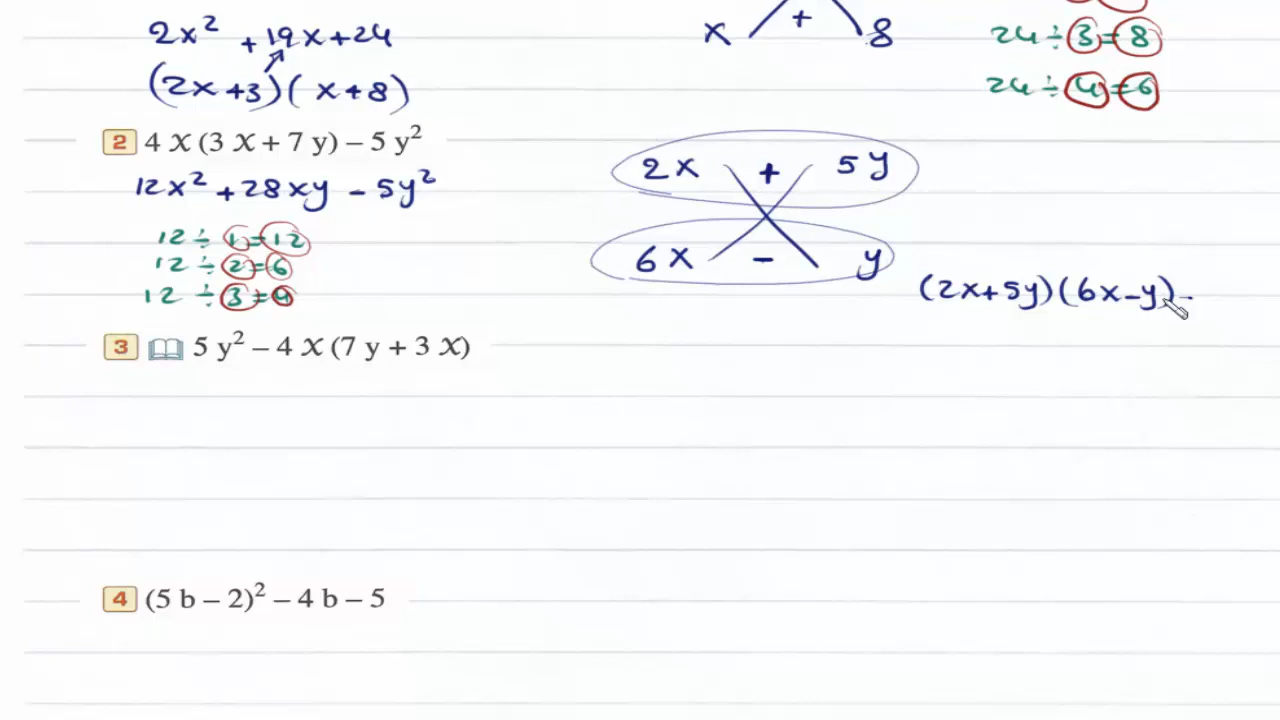 2x² + 19x + 24
(2x + 3)(x + 8)
x + 8
24 ÷ 3 = 8
24 ÷ 4 = 6
2 4 X (3 X + 7 y) – 5 y²
12x² + 28xy - 5y²
12 ÷ 1 = 12
12 ÷ 2 = 6
12 ÷ 3 = 4
2x + 5y
6x - y
(2x+5y)(6x-y)
3 5 y² – 4 X (7 y + 3 X)
4 (5 b – 2)² – 4 b – 5